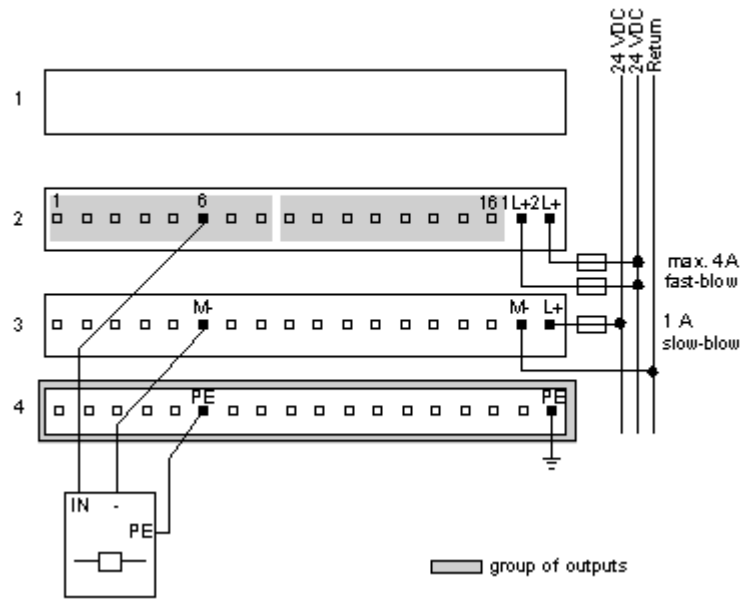 24 VDC
24 VDC
Return
1
2
1 6 16 1L+2L+
max. 4A
fast-blow
3
M- M- L+
1 A
slow-blow
4
PE PE
IN -
PE
group of outputs